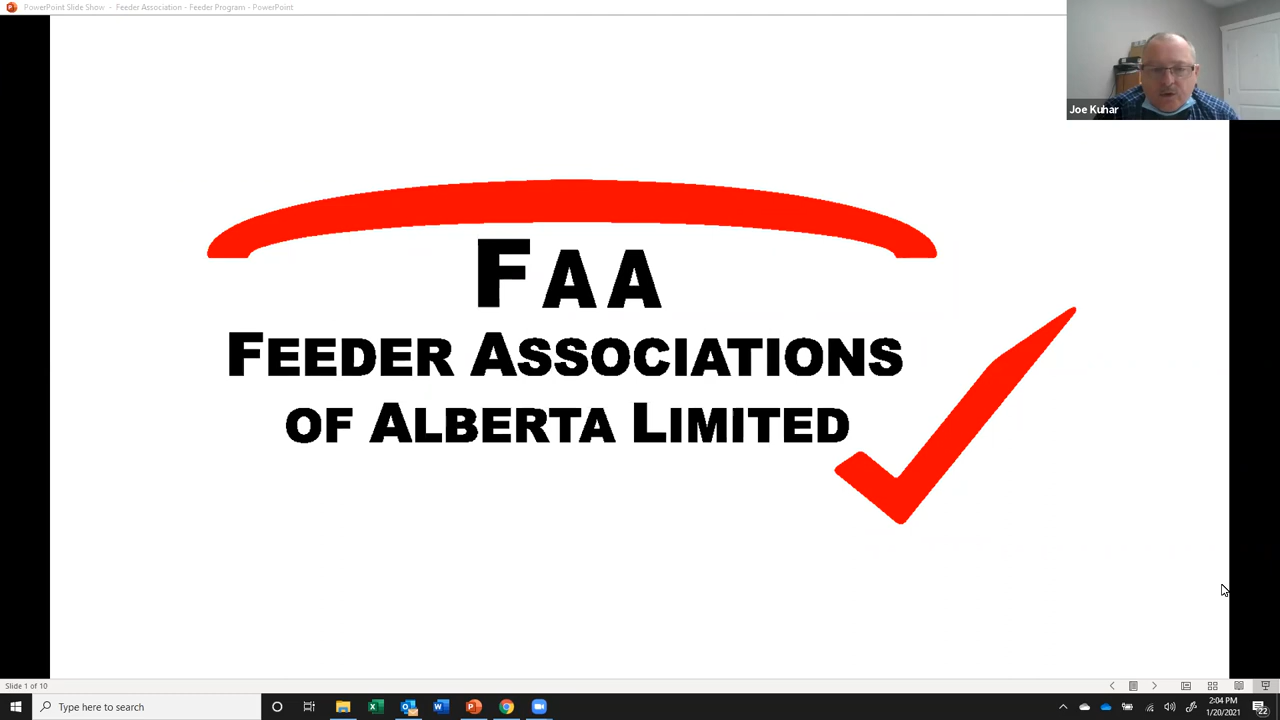 PowerPoint Slide Show - Feeder Association - Feeder Program - PowerPoint
Joe Kuhar
FAA
FEEDER ASSOCIATIONS
OF ALBERTA LIMITED
Slide 1 of 10
Type here to search
2:04 PM
1/20/2021
22